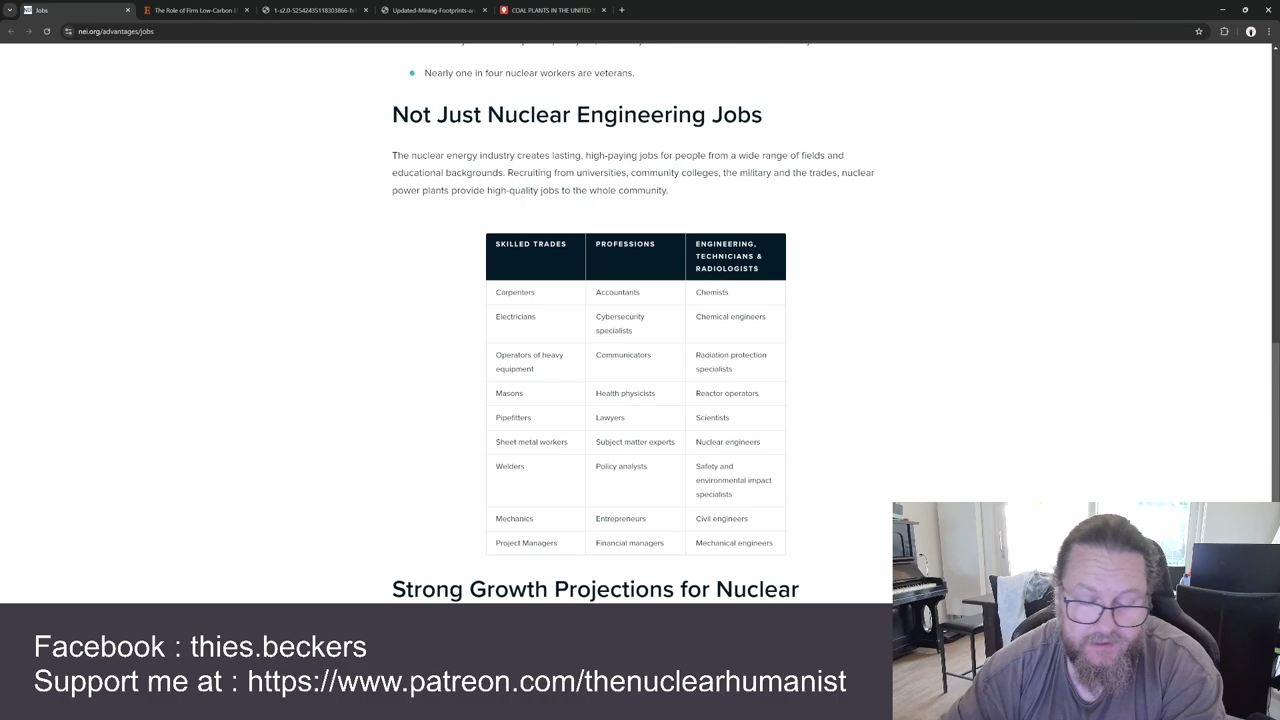 Jobs
The Role of Firm Low-Carbon
1-s2.0-S2542435118303866
Updated-Mining-Footprints
COAL PLANTS IN THE UNITED
nei.org/advantages/jobs
Nearly one in four nuclear workers are veterans.
Not Just Nuclear Engineering Jobs
The nuclear energy industry creates lasting, high-paying jobs for people from a wide range of fields and
educational backgrounds. Recruiting from universities, community colleges, the military and the trades, nuclear
power plants provide high-quality jobs to the whole community.
SKILLED TRADES
PROFESSIONS
ENGINEERING,
TECHNICIANS &
RADIOLOGISTS
Carpenters
Accountants
Chemists
Electricians
Cybersecurity
specialists
Chemical engineers
Operators of heavy
equipment
Communicators
Radiation protection
specialists
Masons
Health physicists
Reactor operators
Pipefitters
Lawyers
Scientists
Sheet metal workers
Subject matter experts
Nuclear engineers
Welders
Policy analysts
Safety and
environmental impact
specialists
Mechanics
Entrepreneurs
Civil engineers
Project Managers
Financial managers
Mechanical engineers
Strong Growth Projections for Nuclear
Facebook : thies.beckers
Support me at : https://www.patreon.com/thenuclearhumanist